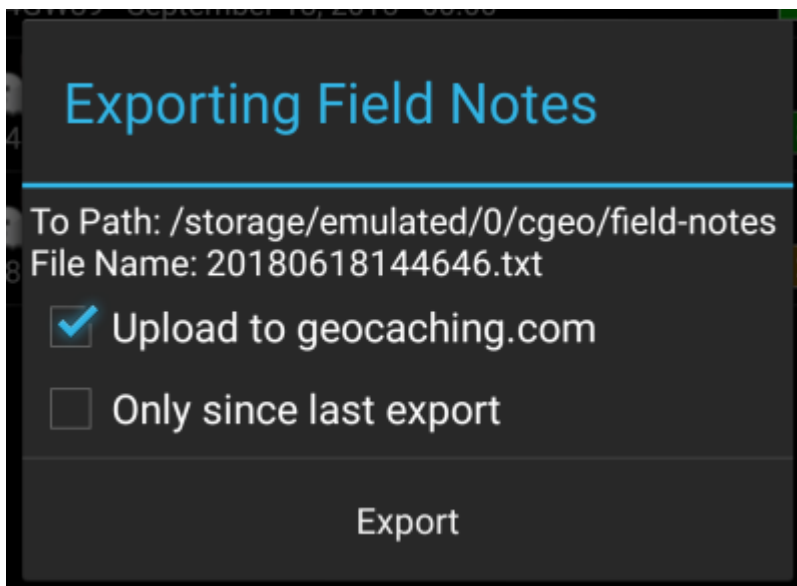 Exporting Field Notes
To Path: /storage/emulated/0/cgeo/field-notes
File Name: 20180618144646.txt
Upload to geocaching.com
Only since last export
Export